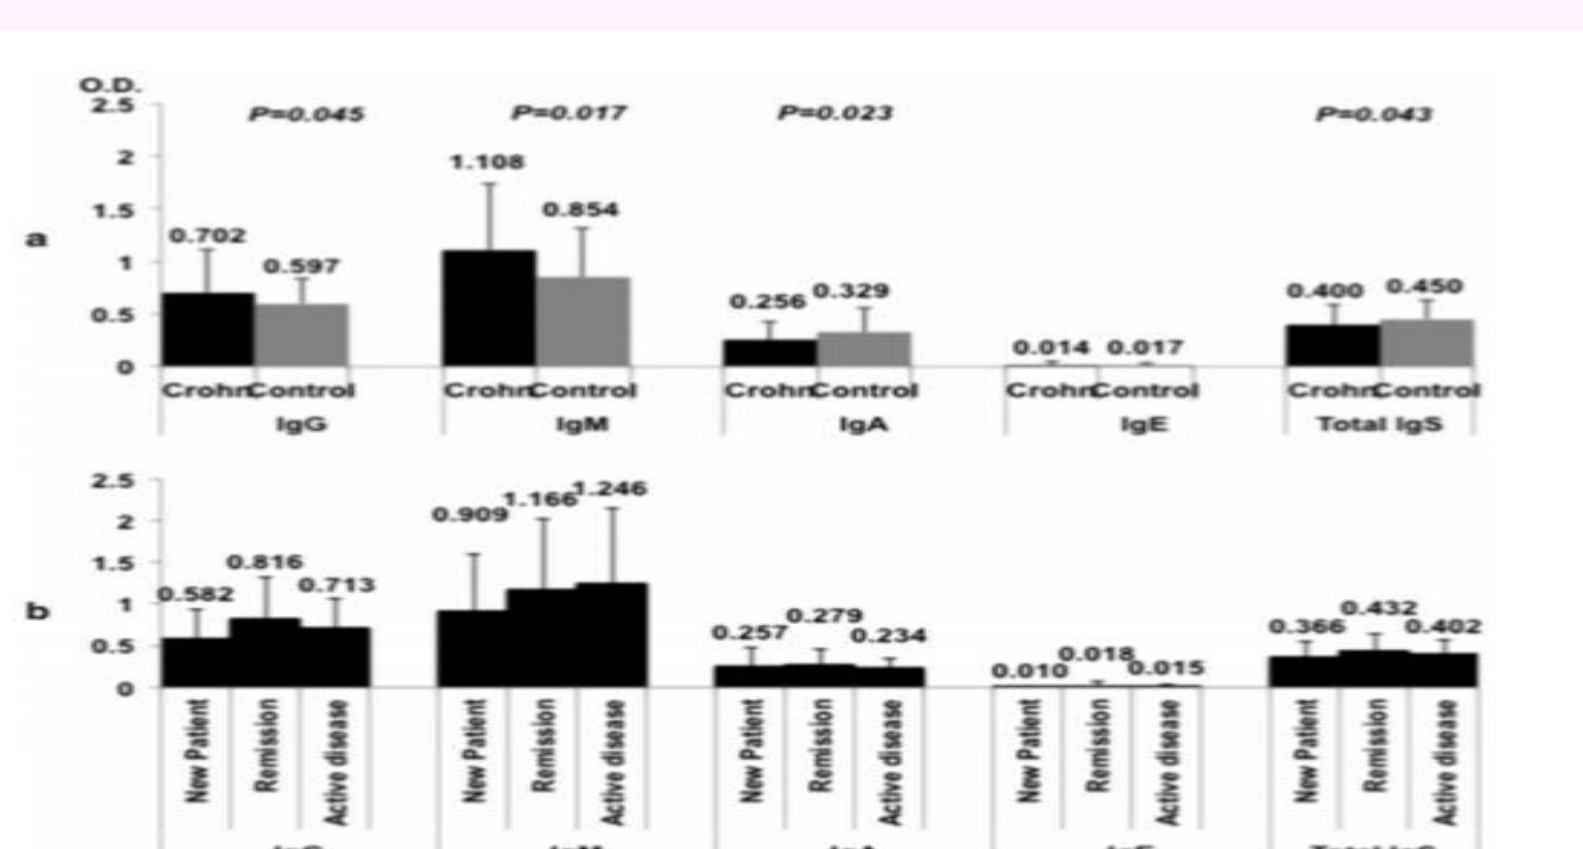 O.D.
2.5
P=0.045 P=0.017 P=0.023 P=0.043
2
1.108
1.5
0.854
a
0.702
0.597
1
0.256 0.329
0.400 0.450
0.5
0.014 0.017
0
Crohn Control Crohn Control Crohn Control Crohn Control Crohn Control
IgG IgM IgA IgE Total IgS
2.5
0.909 1.166 1.246
2
1.5
0.582 0.816 0.713
1
b
0.257 0.279 0.234
0.366 0.432 0.402
0.5
0.010 0.018 0.015
0
New Patient Remission Active disease New Patient Remission Active disease New Patient Remission Active disease New Patient Remission Active disease New Patient Remission Active disease